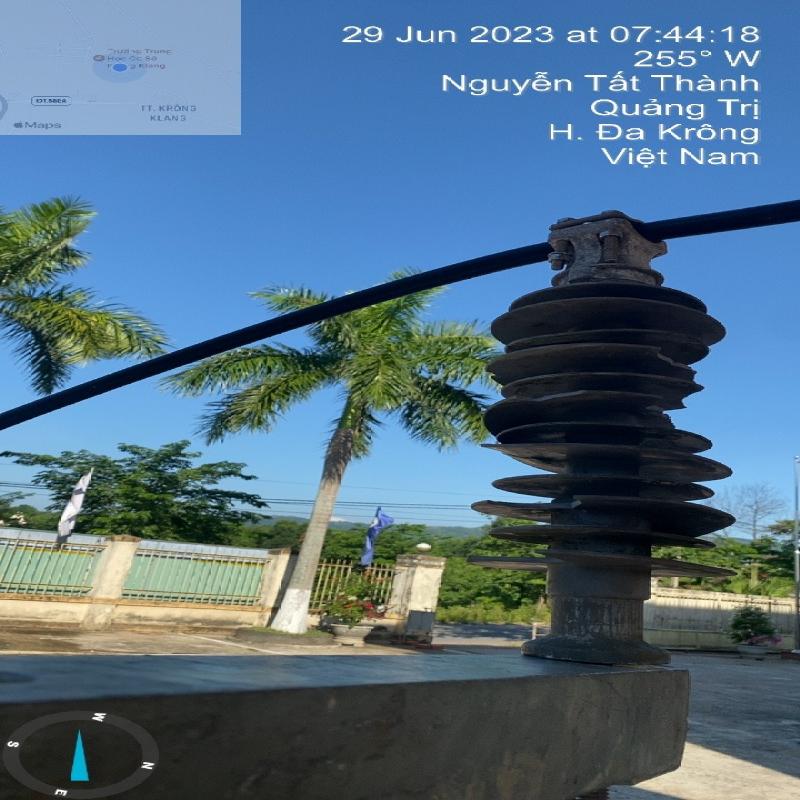 29 Jun 2023 at 07:44:18
255° W
Nguyễn Tất Thành
Quảng Trị
H. Đa Krông
Việt Nam
Trường Trung
Học Cơ Sở
ĐT.588A
TT. KRÔNG
KLANG
Maps
W
S
N
E